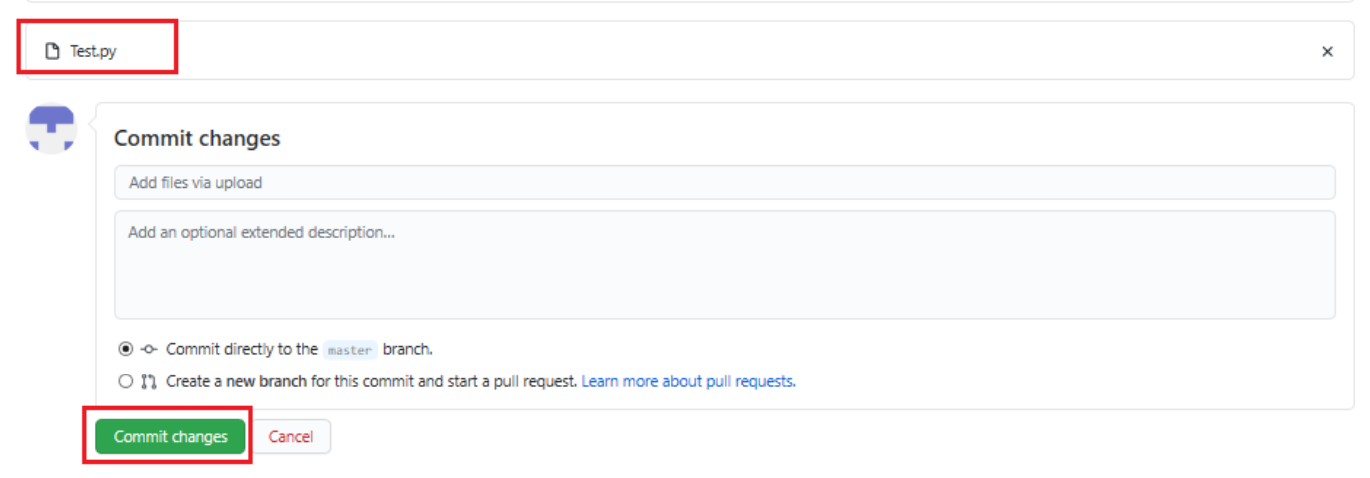 Test.py
Commit changes
Add files via upload
Add an optional extended description...
Commit directly to the master branch.
Create a new branch for this commit and start a pull request. Learn more about pull requests.
Commit changes Cancel